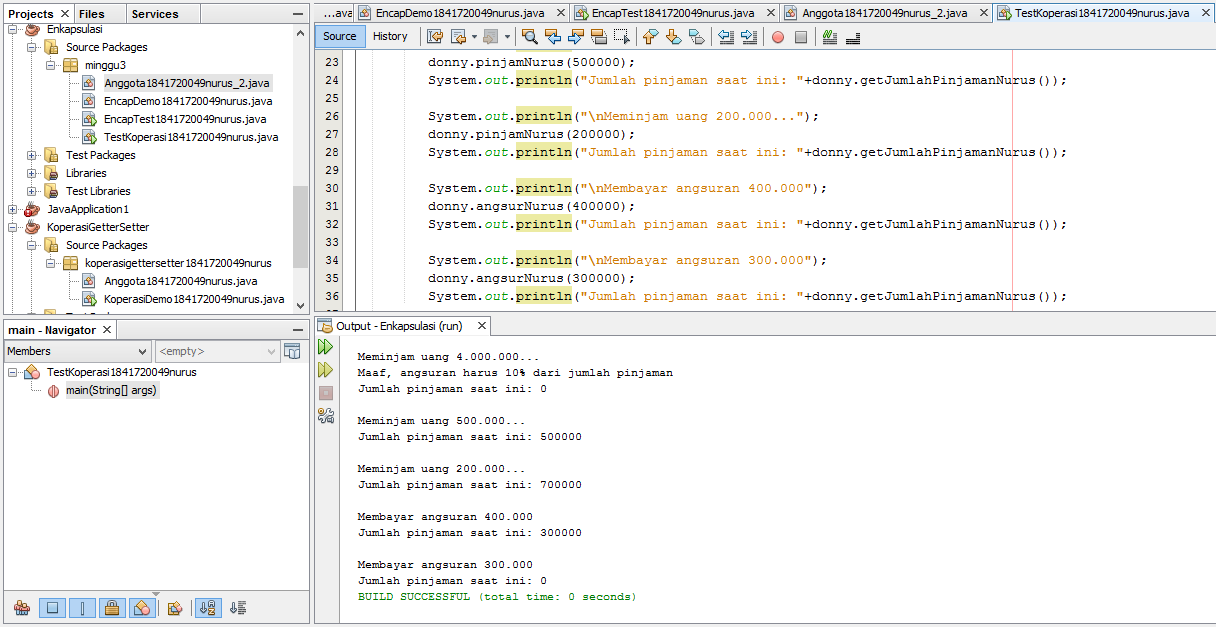 Projects
Files
Services
Enkapsulasi
Source Packages
minggu3
Anggota1841720049nurus_2.java
EncapDemo1841720049nurus.java
EncapTest1841720049nurus.java
TestKoperasi1841720049nurus.java
Test Packages
Libraries
Test Libraries
JavaApplication1
KoperasiGetterSetter
Source Packages
koperasigettersetter1841720049nurus
Anggota1841720049nurus.java
KoperasiDemo1841720049nurus.java
main - Navigator
Members
<empty>
TestKoperasi1841720049nurus
main(String[] args)
...ava
EncapDemo1841720049nurus.java
EncapTest1841720049nurus.java
Anggota1841720049nurus_2.java
TestKoperasi1841720049nurus.java
Source
History
23 donny.pinjamNurus(500000);
24 System.out.println("Jumlah pinjaman saat ini: "+donny.getJumlahPinjamanNurus());
25
26 System.out.println("\nMeminjam uang 200.000...");
27 donny.pinjamNurus(200000);
28 System.out.println("Jumlah pinjaman saat ini: "+donny.getJumlahPinjamanNurus());
29
30 System.out.println("\nMembayar angsuran 400.000");
31 donny.angsurNurus(400000);
32 System.out.println("Jumlah pinjaman saat ini: "+donny.getJumlahPinjamanNurus());
33
34 System.out.println("\nMembayar angsuran 300.000");
35 donny.angsurNurus(300000);
36 System.out.println("Jumlah pinjaman saat ini: "+donny.getJumlahPinjamanNurus());
Output - Enkapsulasi (run)
Meminjam uang 4.000.000...
Maaf, angsuran harus 10% dari jumlah pinjaman
Jumlah pinjaman saat ini: 0
Meminjam uang 500.000...
Jumlah pinjaman saat ini: 500000
Meminjam uang 200.000...
Jumlah pinjaman saat ini: 700000
Membayar angsuran 400.000
Jumlah pinjaman saat ini: 300000
Membayar angsuran 300.000
Jumlah pinjaman saat ini: 0
BUILD SUCCESSFUL (total time: 0 seconds)